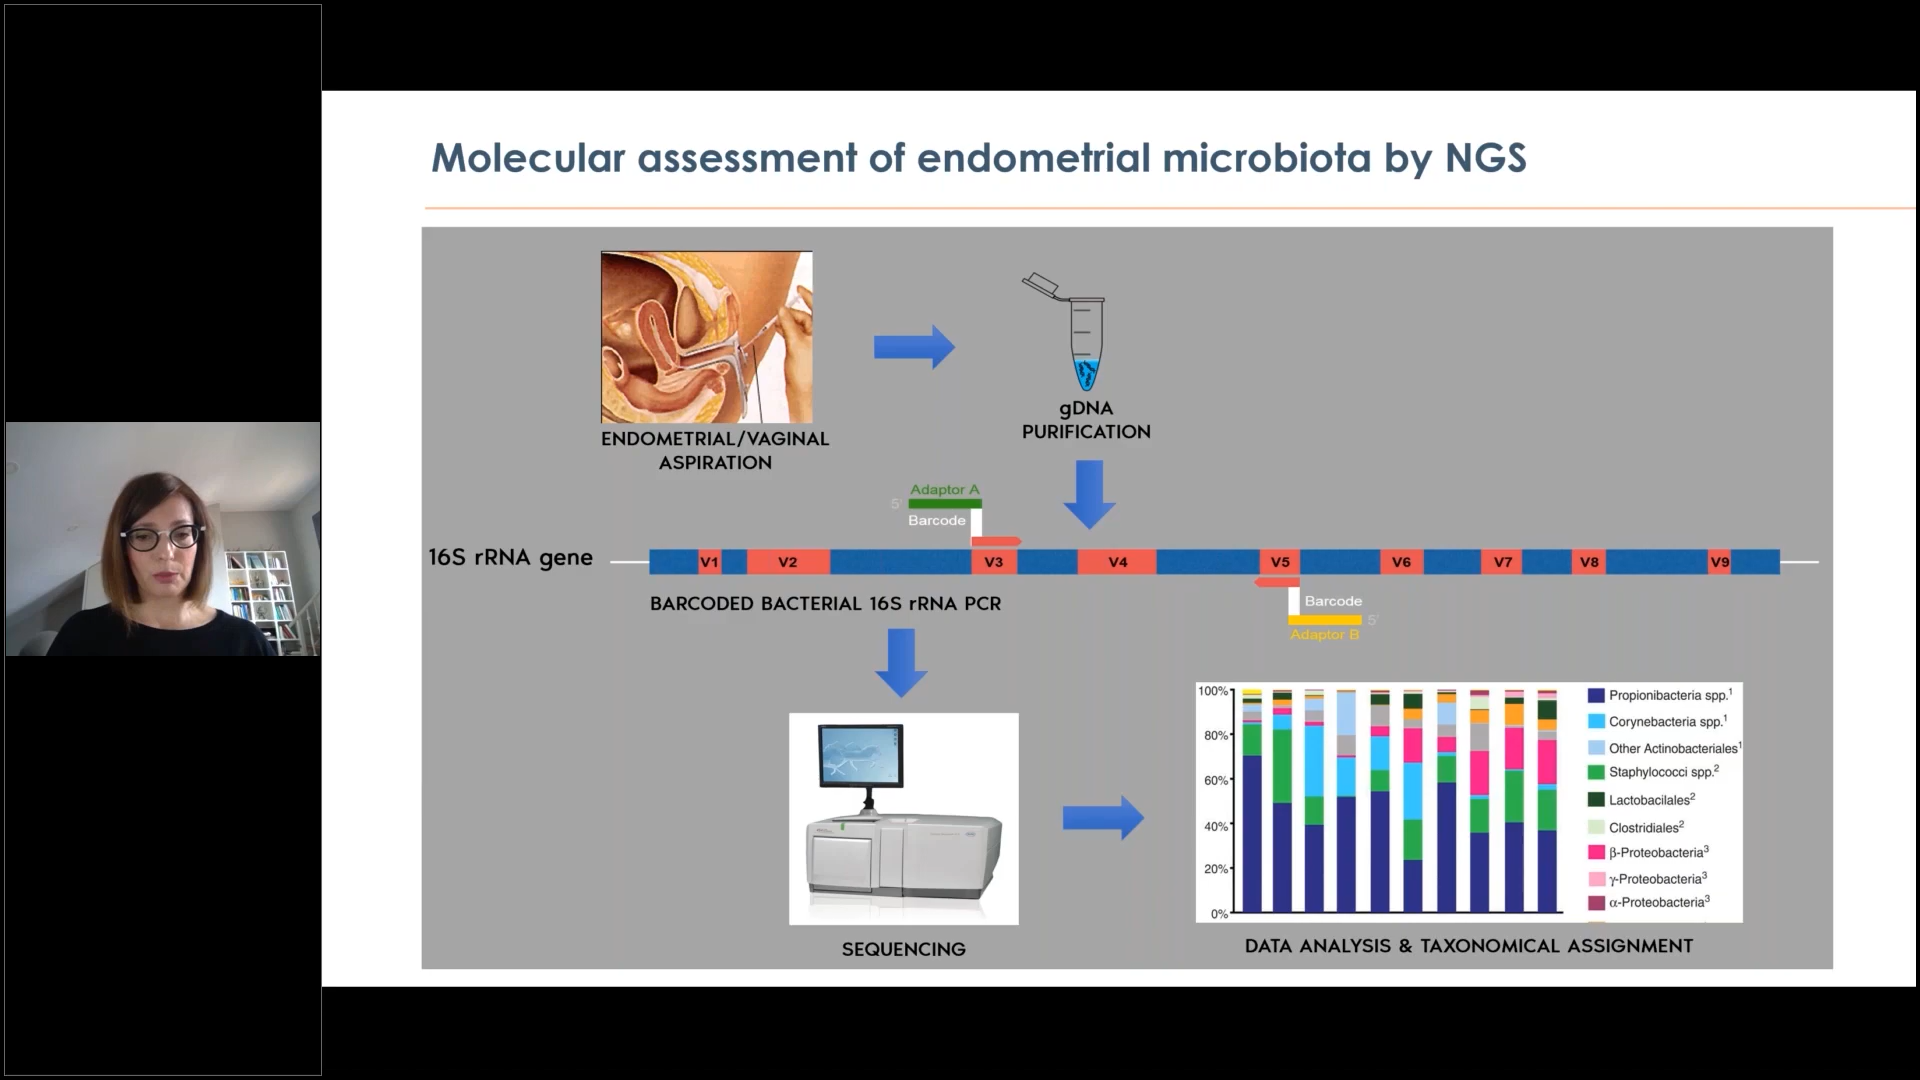 Molecular assessment of endometrial microbiota by NGS
ENDOMETRIAL/VAGINAL
ASPIRATION
gDNA
PURIFICATION
Adaptor A
5'
Barcode
16S rRNA gene
V1
V2
V3
V4
V5
V6
V7
V8
V9
BARCODED BACTERIAL 16S rRNA PCR
Barcode
5'
Adaptor B
SEQUENCING
100%
80%
60%
40%
20%
0%
Propionibacteria spp.¹
Corynebacteria spp.¹
Other Actinobacteriales¹
Staphylococci spp.²
Lactobacilales²
Clostridiales²
β-Proteobacteria³
γ-Proteobacteria³
α-Proteobacteria³
DATA ANALYSIS & TAXONOMICAL ASSIGNMENT